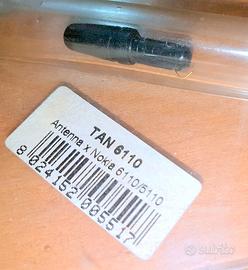 TAN 6110
Antenna x Nokia 6110/5110
8 024152 005517
subito